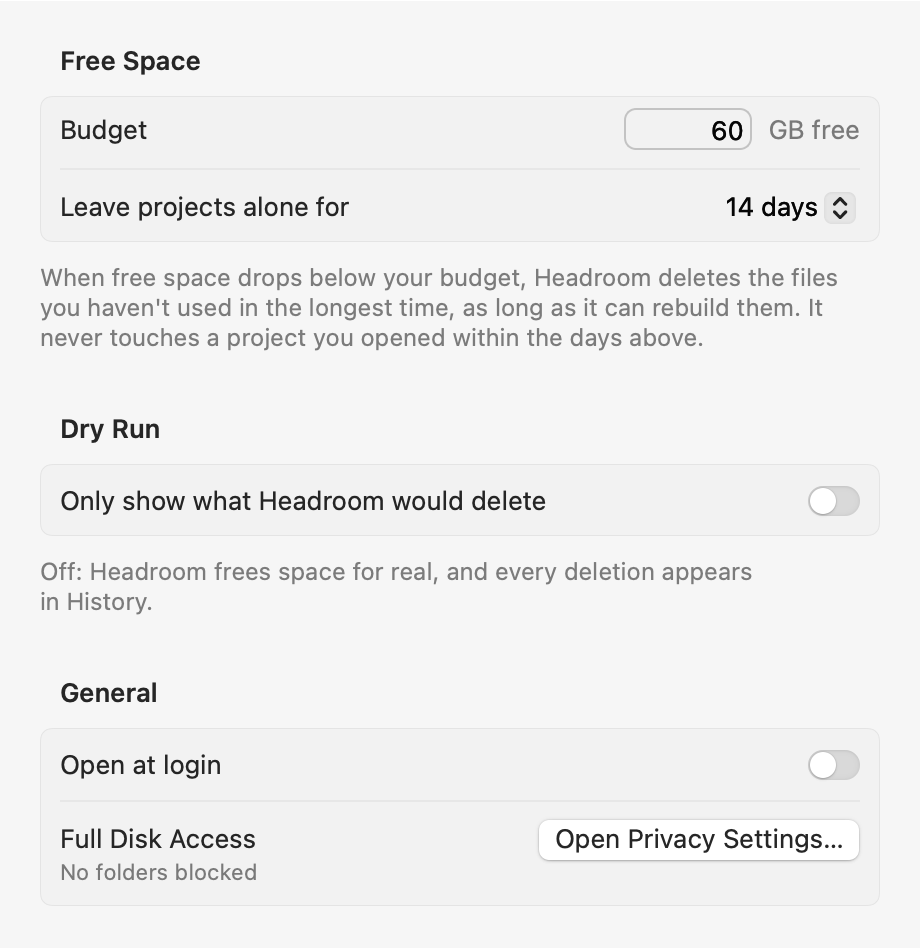 Free Space
Budget 60 GB free
Leave projects alone for 14 days
When free space drops below your budget, Headroom deletes the files
you haven't used in the longest time, as long as it can rebuild them. It
never touches a project you opened within the days above.
Dry Run
Only show what Headroom would delete
Off: Headroom frees space for real, and every deletion appears
in History.
General
Open at login
Full Disk Access Open Privacy Settings...
No folders blocked